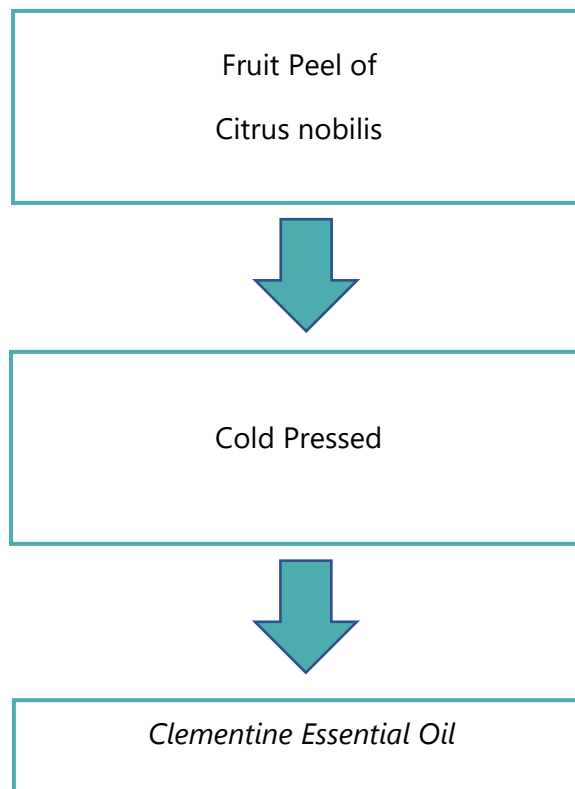 Fruit Peel of
Citrus nobilis
Cold Pressed
Clementine Essential Oil